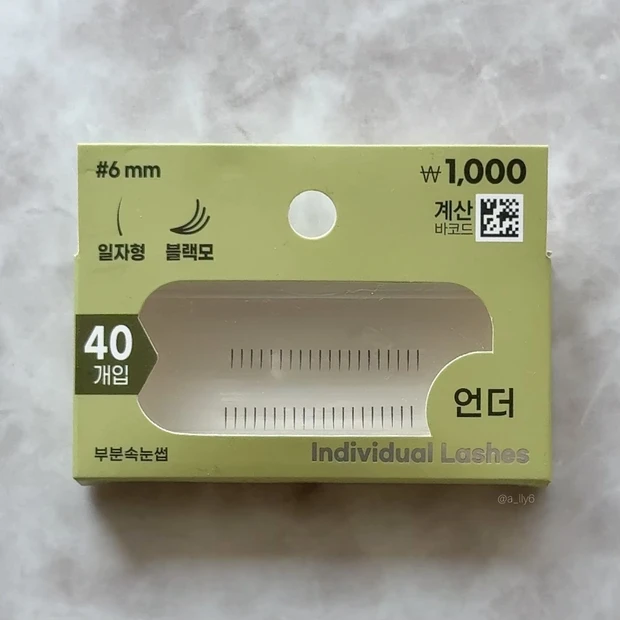 #6 mm
₩1,000
계산
바코드
일자형 블랙모
40
개입
언더
부분속눈썹
Individual Lashes
@a_lly6